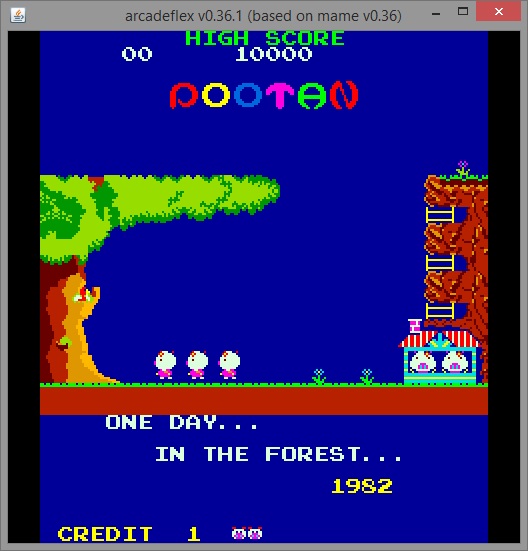 arcadeflex v0.36.1 (based on mame v0.36)
HIGH SCORE
00 10000
POOTAN
ONE DAY...
IN THE FOREST...
1982
CREDIT 1